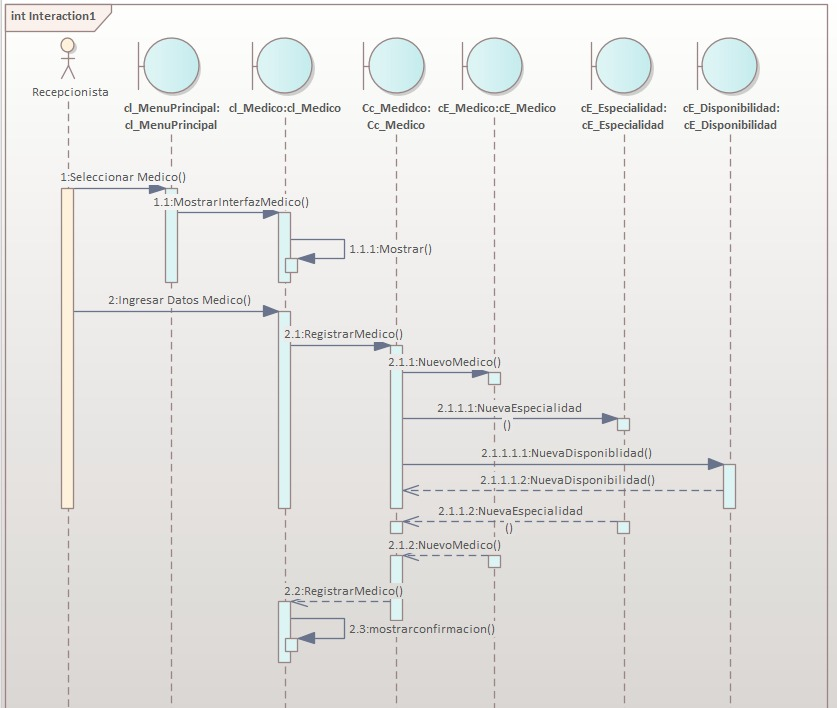 int Interaction1
Recepcionista
cl_MenuPrincipal:
cl_MenuPrincipal
cl_Medico:cl_Medico
Cc_Medidco:
Cc_Medico
cE_Medico:cE_Medico
cE_Especialidad:
cE_Especialidad
cE_Disponibilidad:
cE_Disponibilidad
1:Seleccionar Medico()
1.1:MostrarInterfazMedico()
1.1.1:Mostrar()
2:Ingresar Datos Medico()
2.1:RegistrarMedico()
2.1.1:NuevoMedico()
2.1.1.1:NuevaEspecialidad
()
2.1.1.1.1:NuevaDisponiblidad()
2.1.1.1.2:NuevaDisponibilidad()
2.1.1.2:NuevaEspecialidad
()
2.1.2:NuevoMedico()
2.2:RegistrarMedico()
2.3:mostrarconfirmacion()